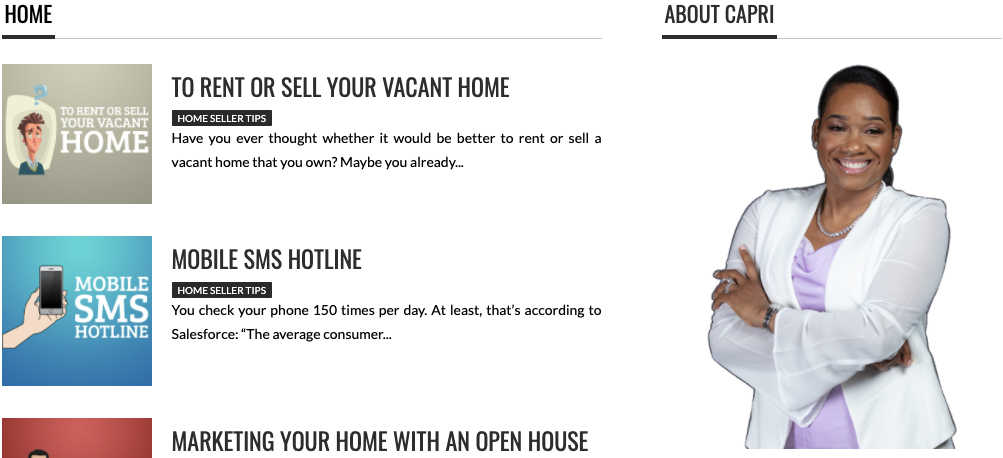 HOME
TO RENT OR SELL
YOUR VACANT
HOME
TO RENT OR SELL YOUR VACANT HOME
HOME SELLER TIPS
Have you ever thought whether it would be better to rent or sell a
vacant home that you own? Maybe you already...
MOBILE
SMS
HOTLINE
MOBILE SMS HOTLINE
HOME SELLER TIPS
You check your phone 150 times per day. At least, that’s according to
Salesforce: “The average consumer...
MARKETING YOUR HOME WITH AN OPEN HOUSE
ABOUT CAPRI